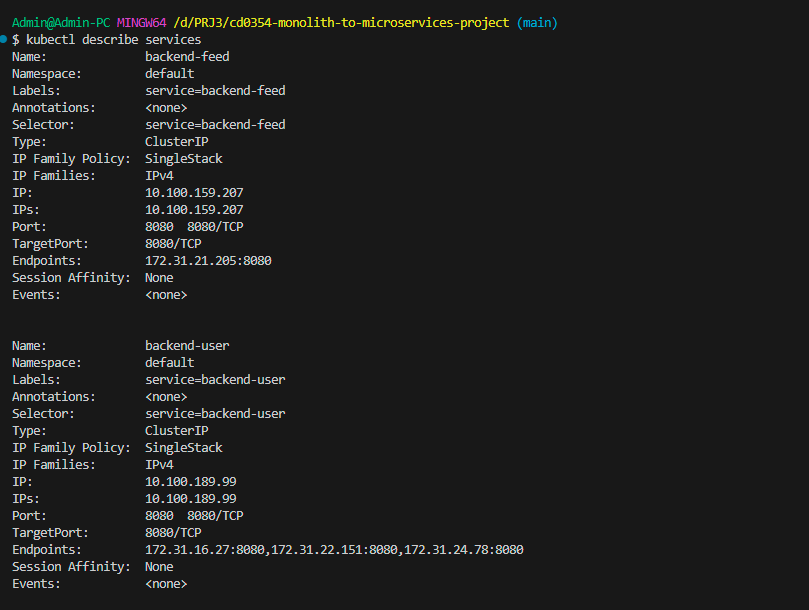 Admin@Admin-PC MINGW64 /d/PRJ3/cd0354-monolith-to-microservices-project (main)
$ kubectl describe services
Name:              backend-feed
Namespace:         default
Labels:            service=backend-feed
Annotations:       <none>
Selector:          service=backend-feed
Type:              ClusterIP
IP Family Policy:  SingleStack
IP Families:       IPv4
IP:                10.100.159.207
IPs:               10.100.159.207
Port:              8080  8080/TCP
TargetPort:        8080/TCP
Endpoints:         172.31.21.205:8080
Session Affinity:  None
Events:            <none>
Name:              backend-user
Namespace:         default
Labels:            service=backend-user
Annotations:       <none>
Selector:          service=backend-user
Type:              ClusterIP
IP Family Policy:  SingleStack
IP Families:       IPv4
IP:                10.100.189.99
IPs:               10.100.189.99
Port:              8080  8080/TCP
TargetPort:        8080/TCP
Endpoints:         172.31.16.27:8080,172.31.22.151:8080,172.31.24.78:8080
Session Affinity:  None
Events:            <none>